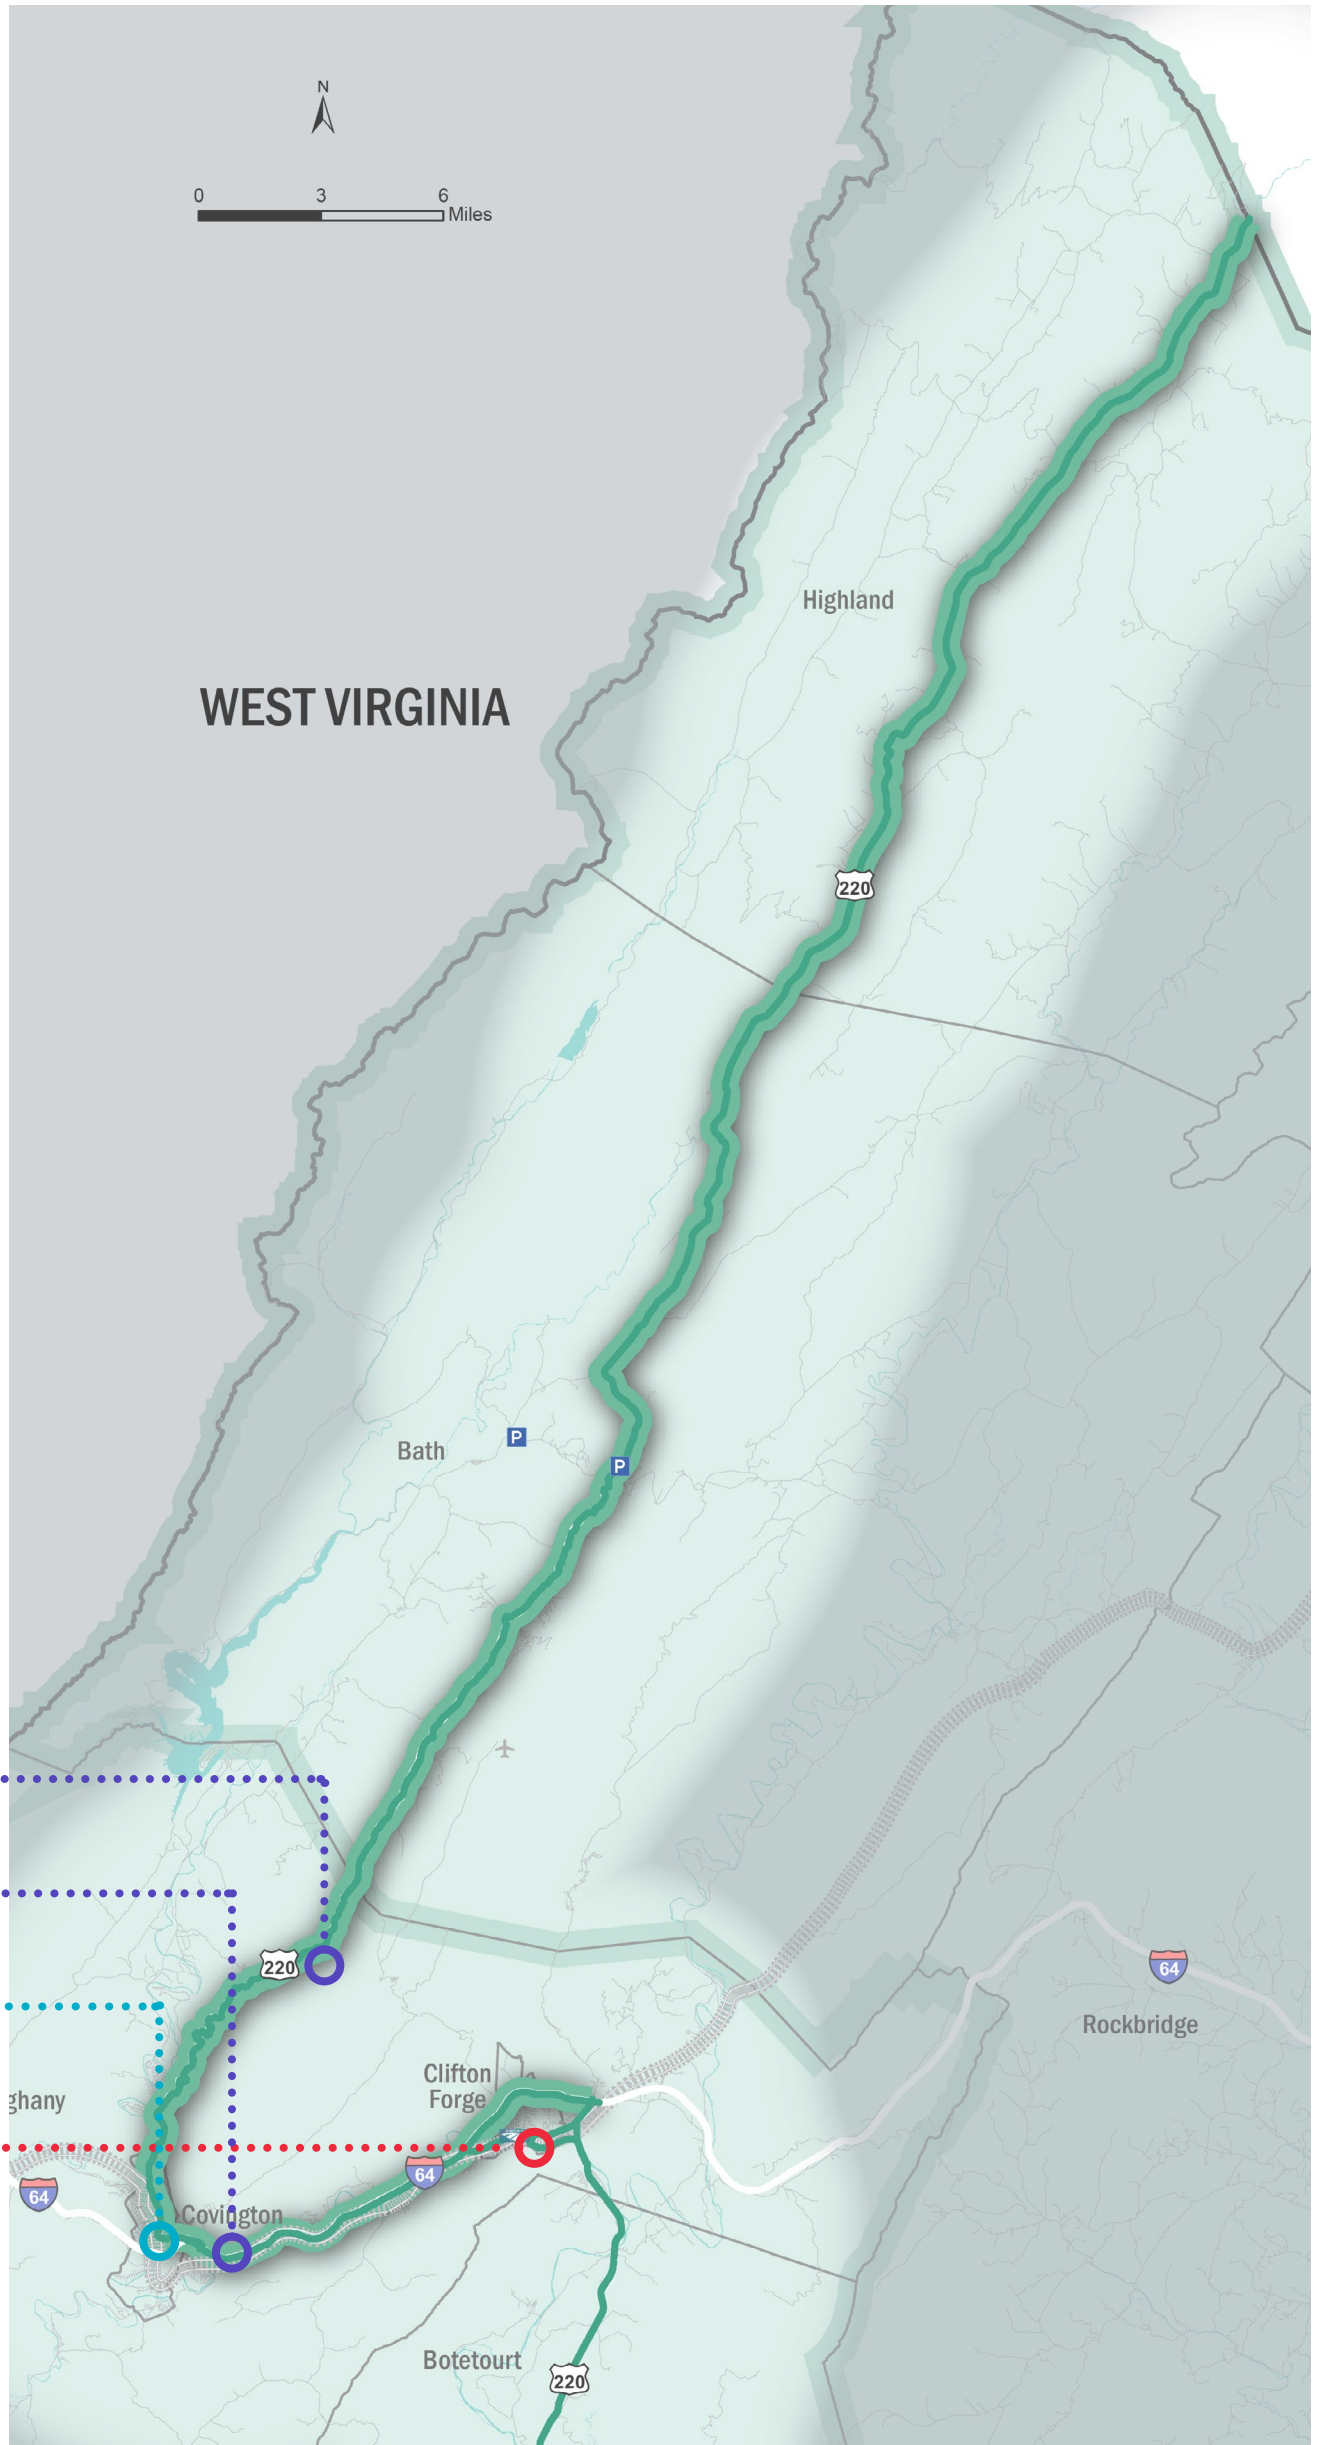 N
0 3 6
Miles
Highland
WEST VIRGINIA
220
P
Bath
P
220
64
Rockbridge
Clifton
Forge
ghany
64
64
Covington
Botetourt
220